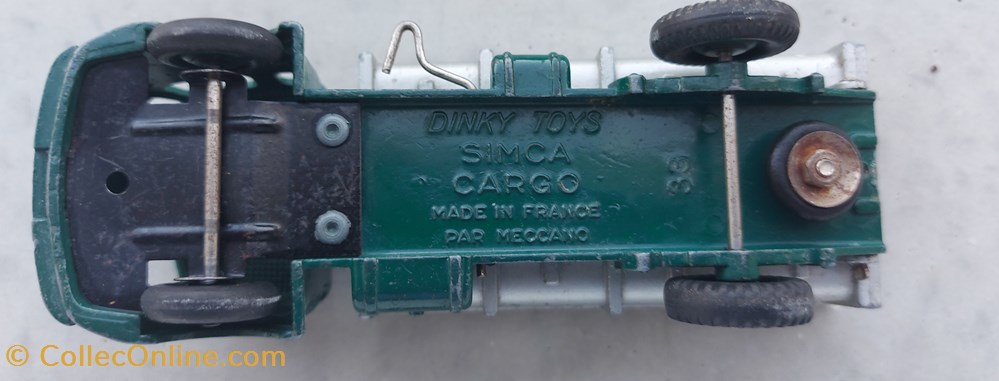 DINKY TOYS
SIMCA
CARGO
MADE IN FRANCE
PAR MECCANO
33
© CollecOnline.com